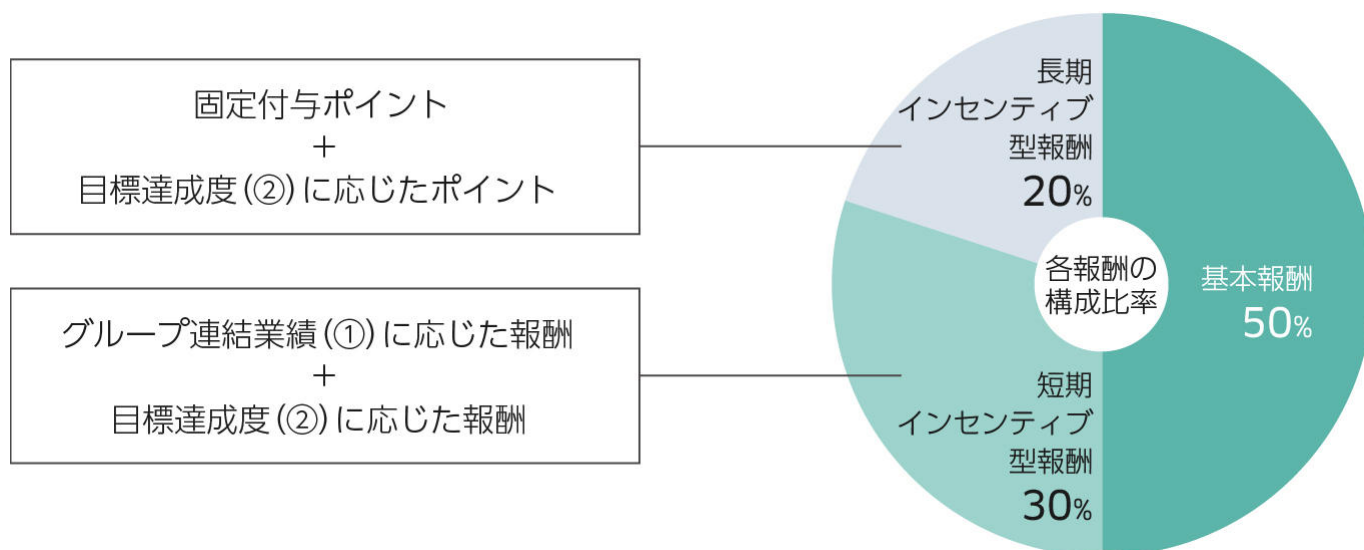 固定付与ポイント
+
目標達成度(②)に応じたポイント
グループ連結業績(①)に応じた報酬
+
目標達成度(②)に応じた報酬
長期
インセンティブ
型報酬
20%
各報酬の
構成比率
基本報酬
50%
短期
インセンティブ
型報酬
30%